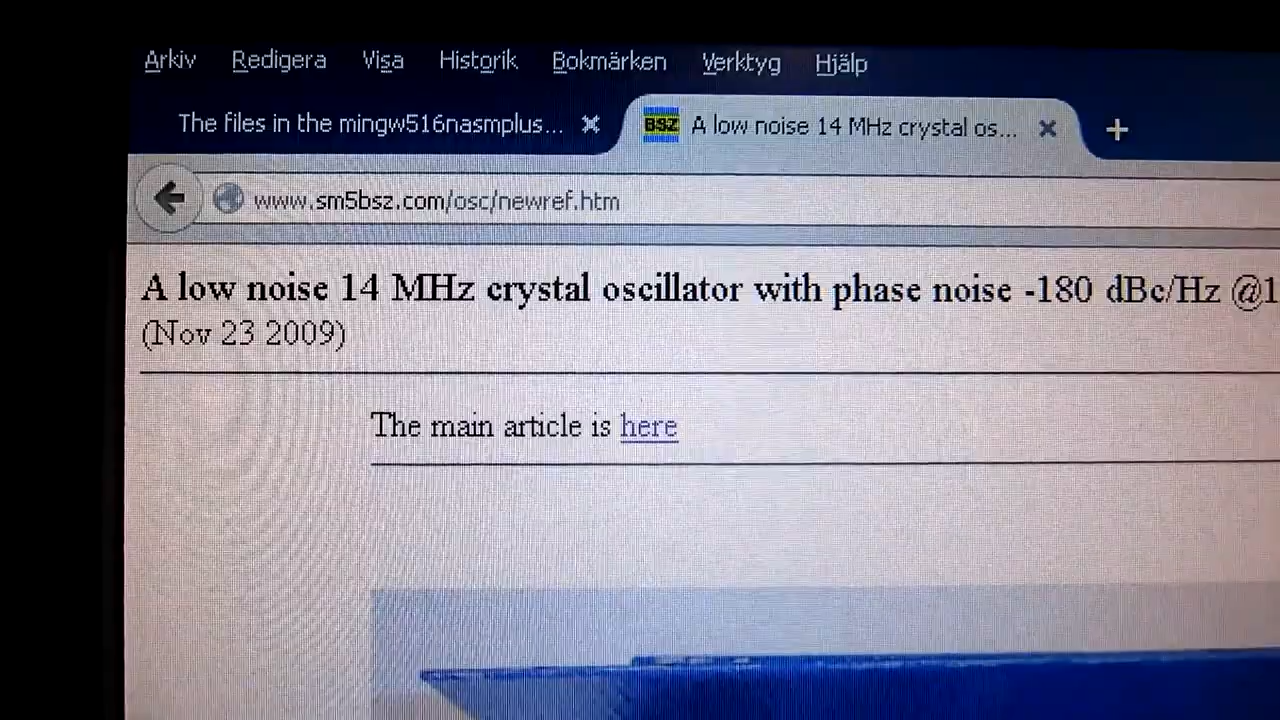 Arkiv Redigera Visa Historik Bokmärken Verktyg Hjälp
The files in the mingw516nasmplus... BSZ A low noise 14 MHz crystal os...
www.sm5bsz.com/osc/newref.htm
A low noise 14 MHz crystal oscillator with phase noise -180 dBc/Hz @1
(Nov 23 2009)
The main article is here